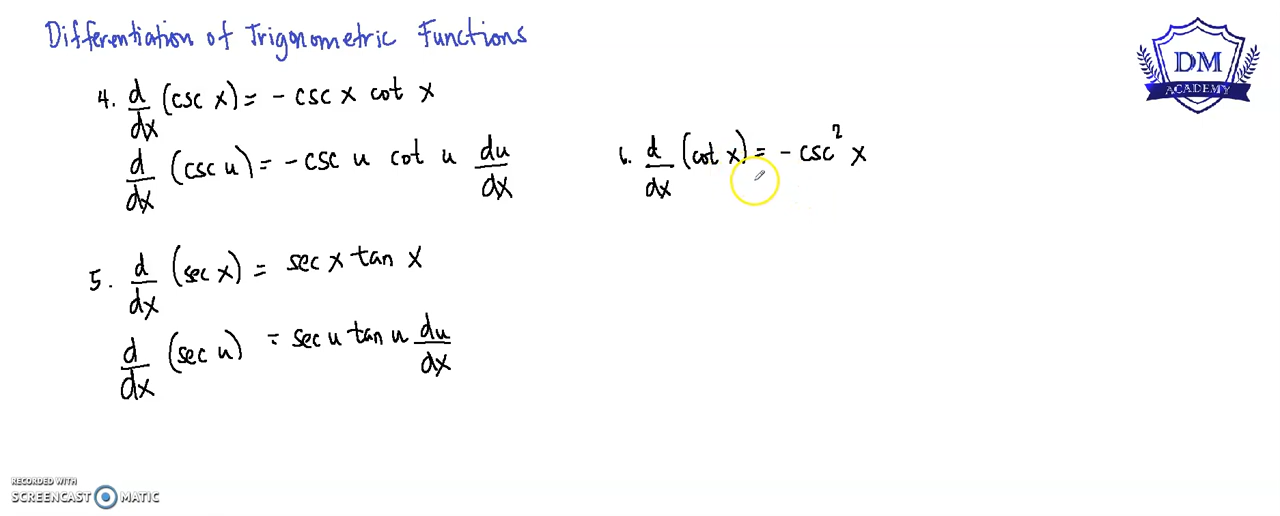 Differentiation of Trigonometric Functions
DM
ACADEMY
4. d/dx (csc x) = - csc x cot x
d/dx (csc u) = - csc u cot u du/dx
5. d/dx (sec x) = sec x tan x
d/dx (sec u) = sec u tan u du/dx
6. d/dx (cot x) = - csc² x
RECORDED WITH
SCREENCAST MATIC